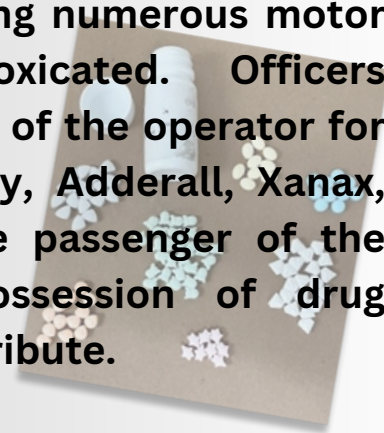 ng numerous motor
oxicated. Officers
of the operator for
y, Adderall, Xanax,
e passenger of the
ossession of drug
ribute.